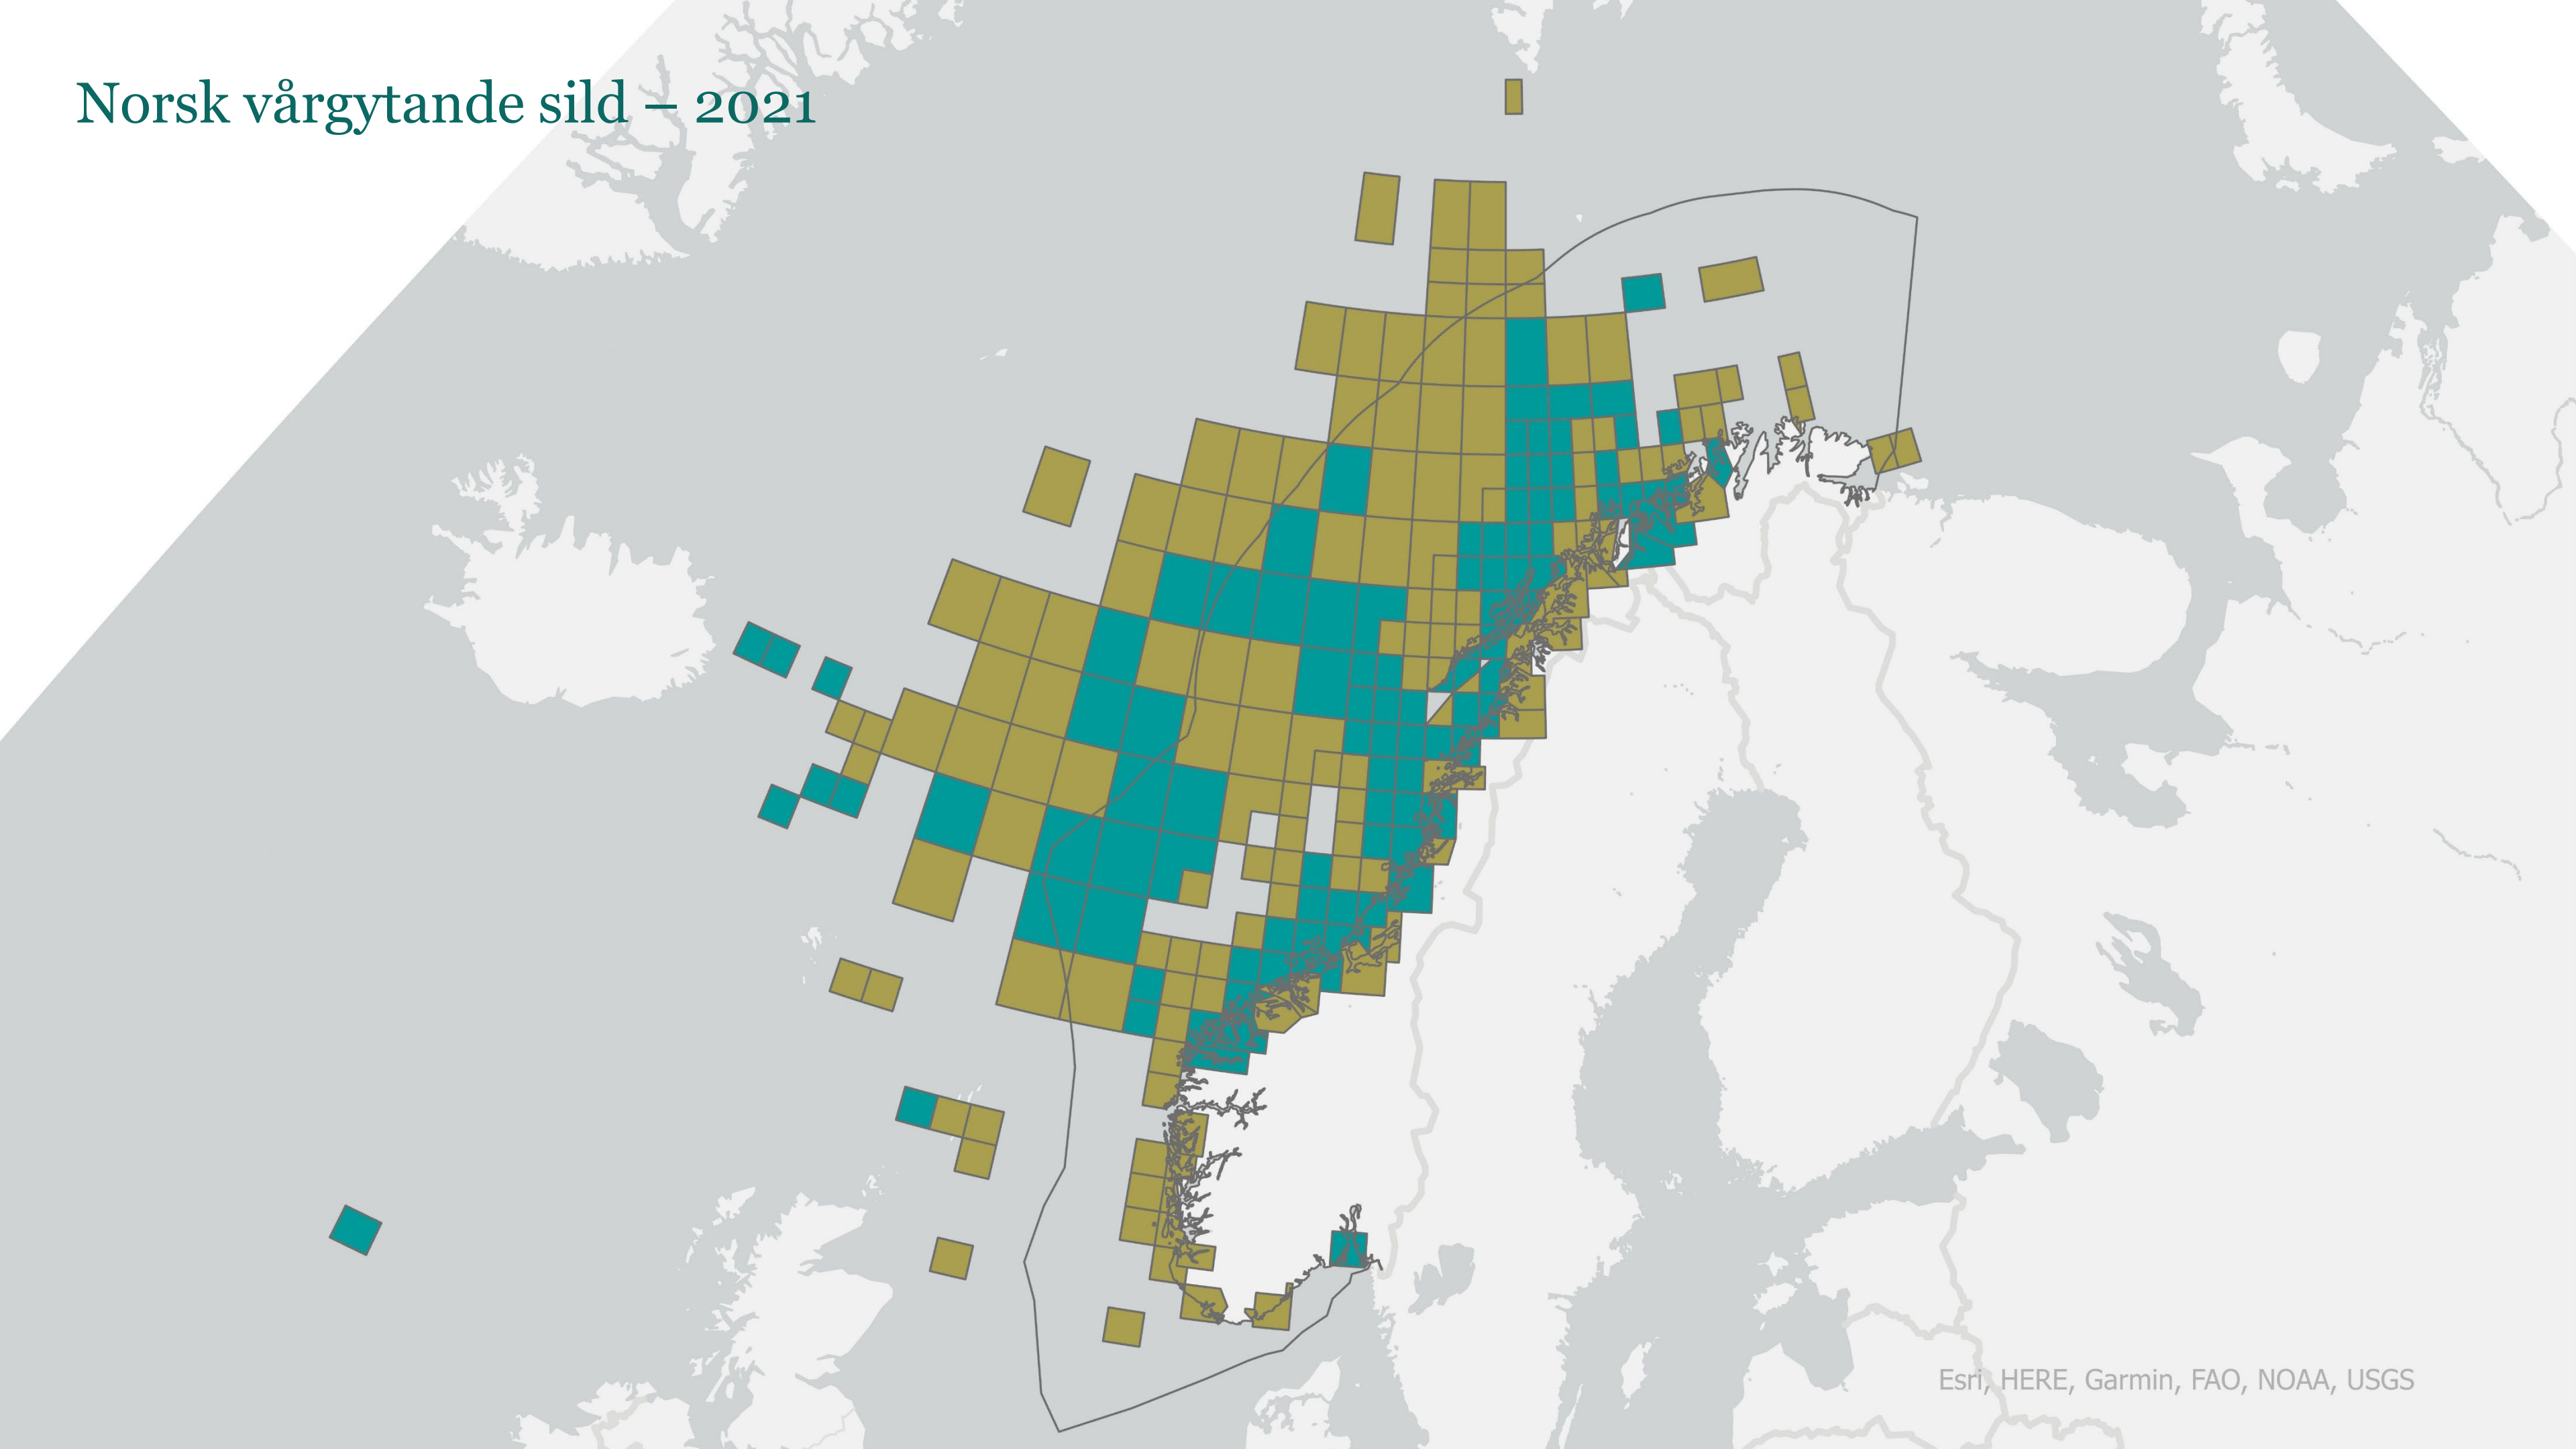 Norsk vårgytande sild – 2021
Esri, HERE, Garmin, FAO, NOAA, USGS